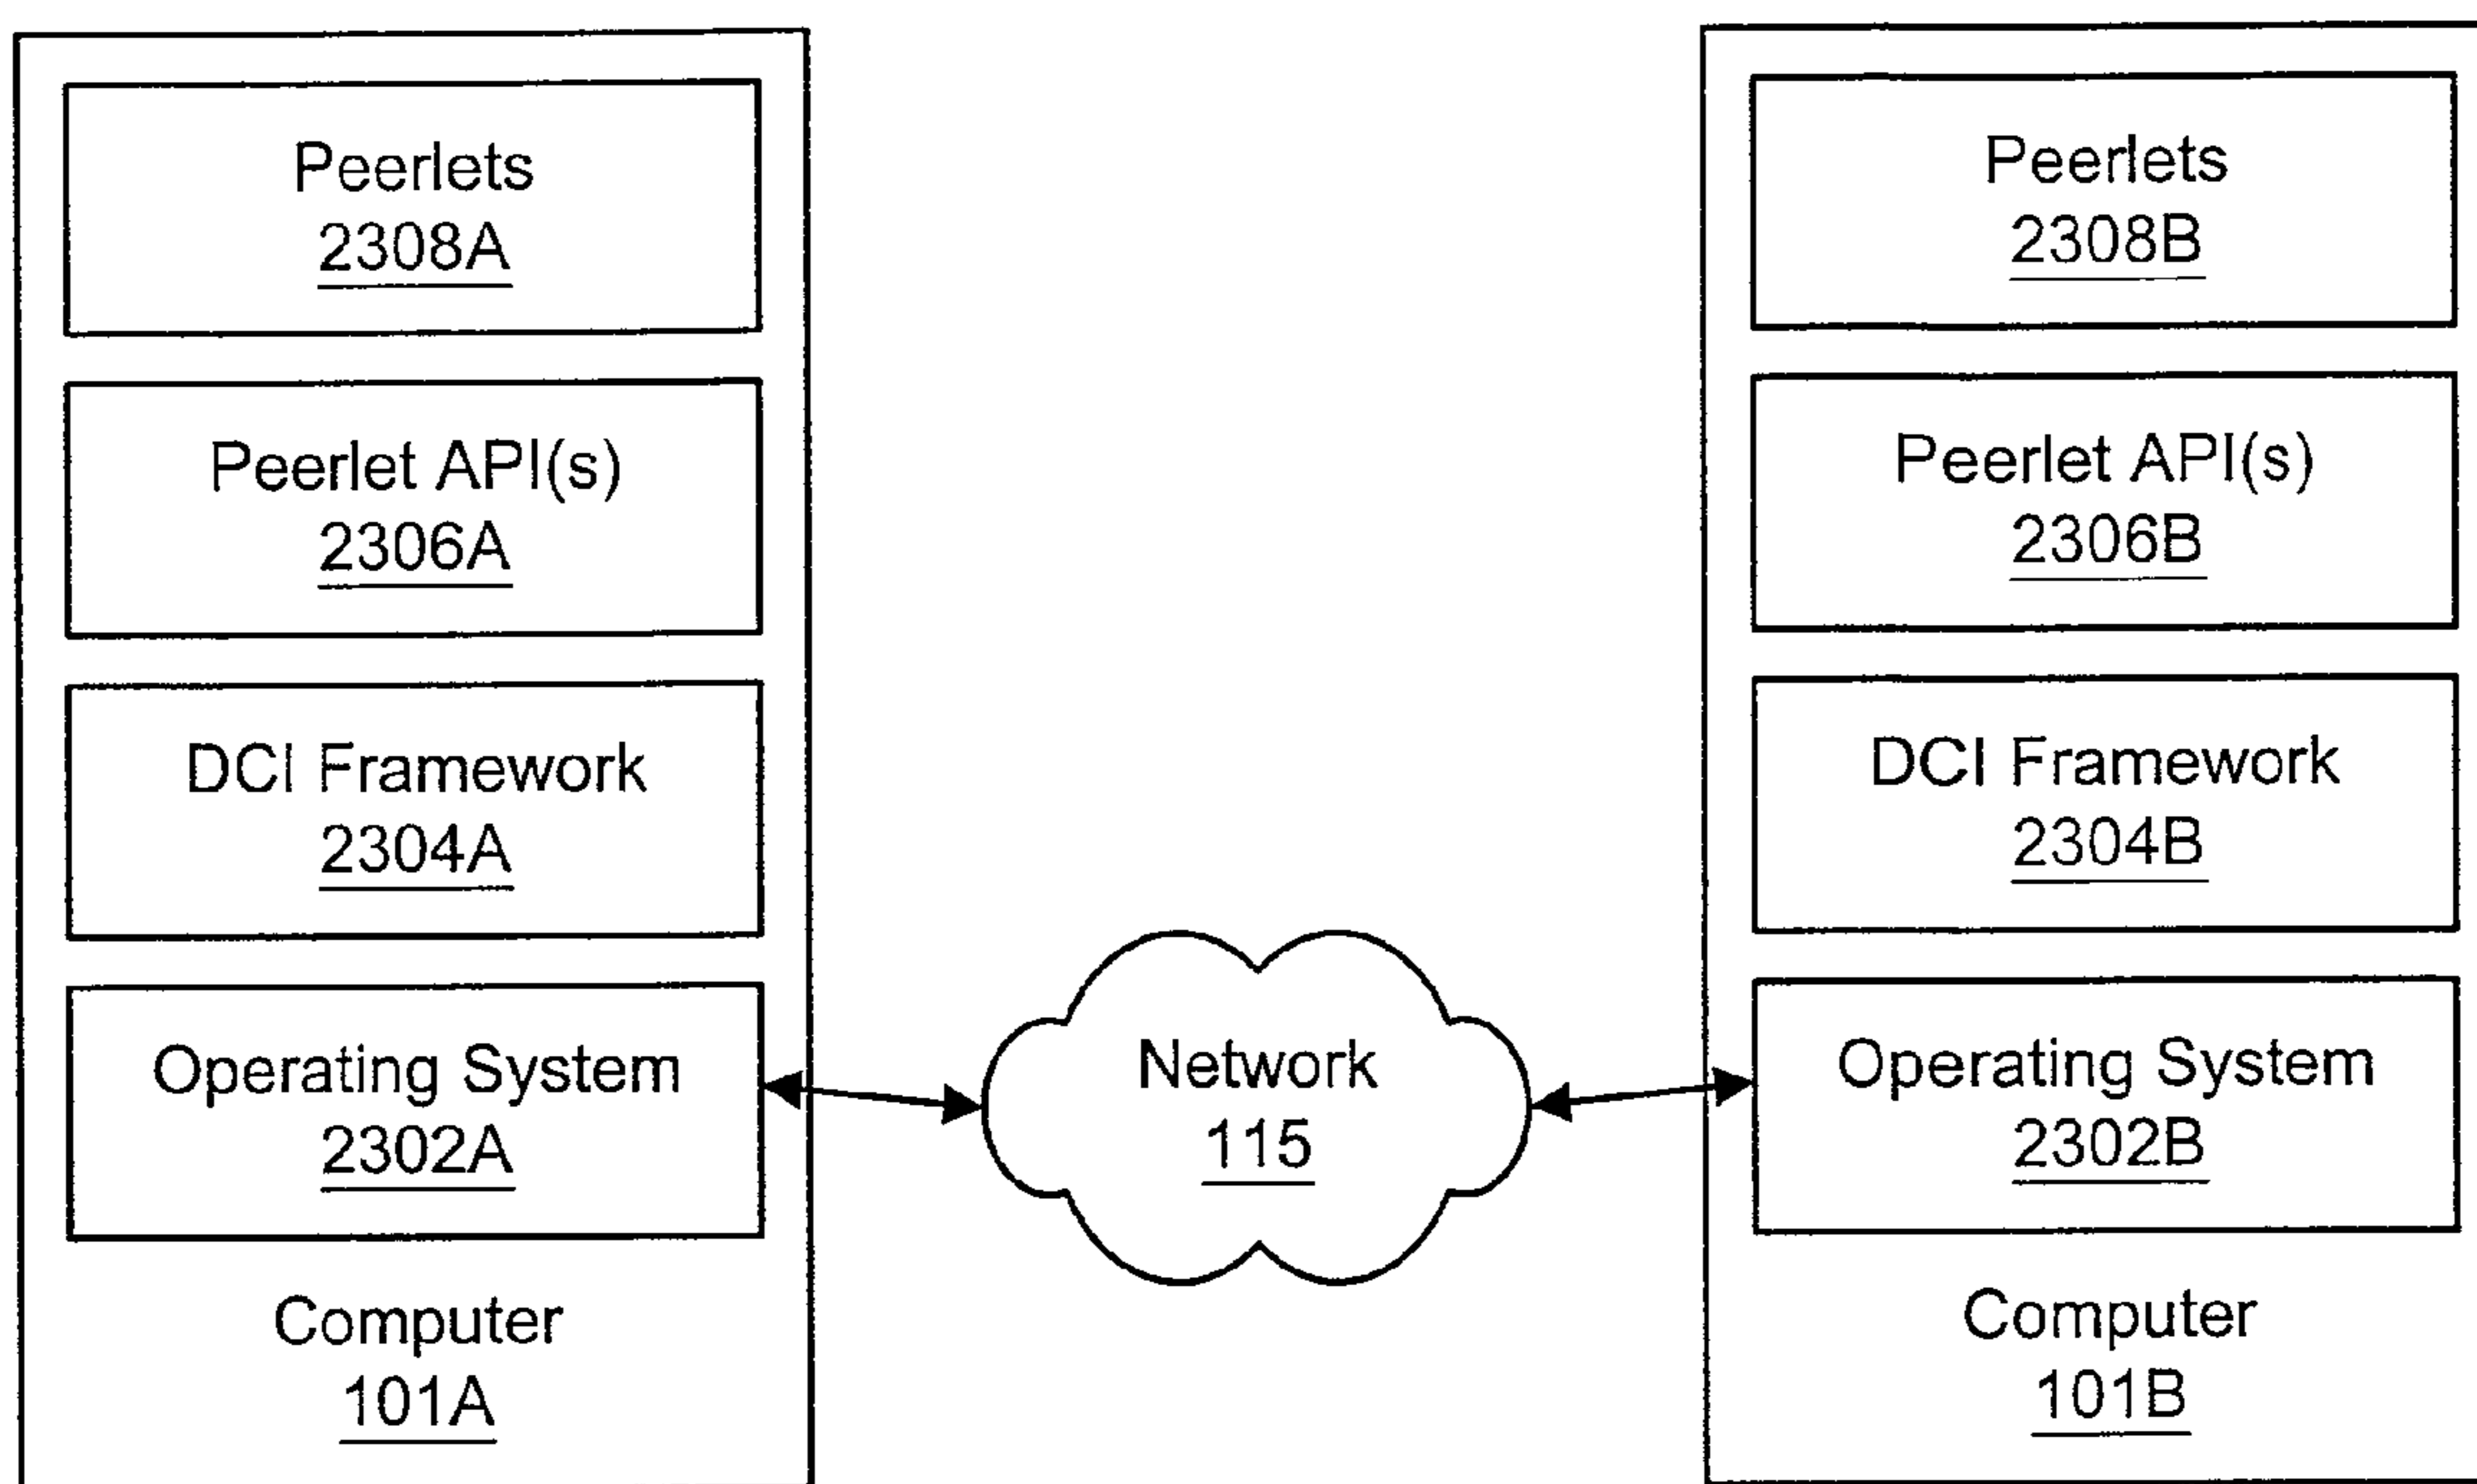 Peerlets
2308A
Peerlet API(s)
2306A
DCI Framework
2304A
Operating System
2302A
Computer
101A
Network
115
Peerlets
2308B
Peerlet API(s)
2306B
DCI Framework
2304B
Operating System
2302B
Computer
101B